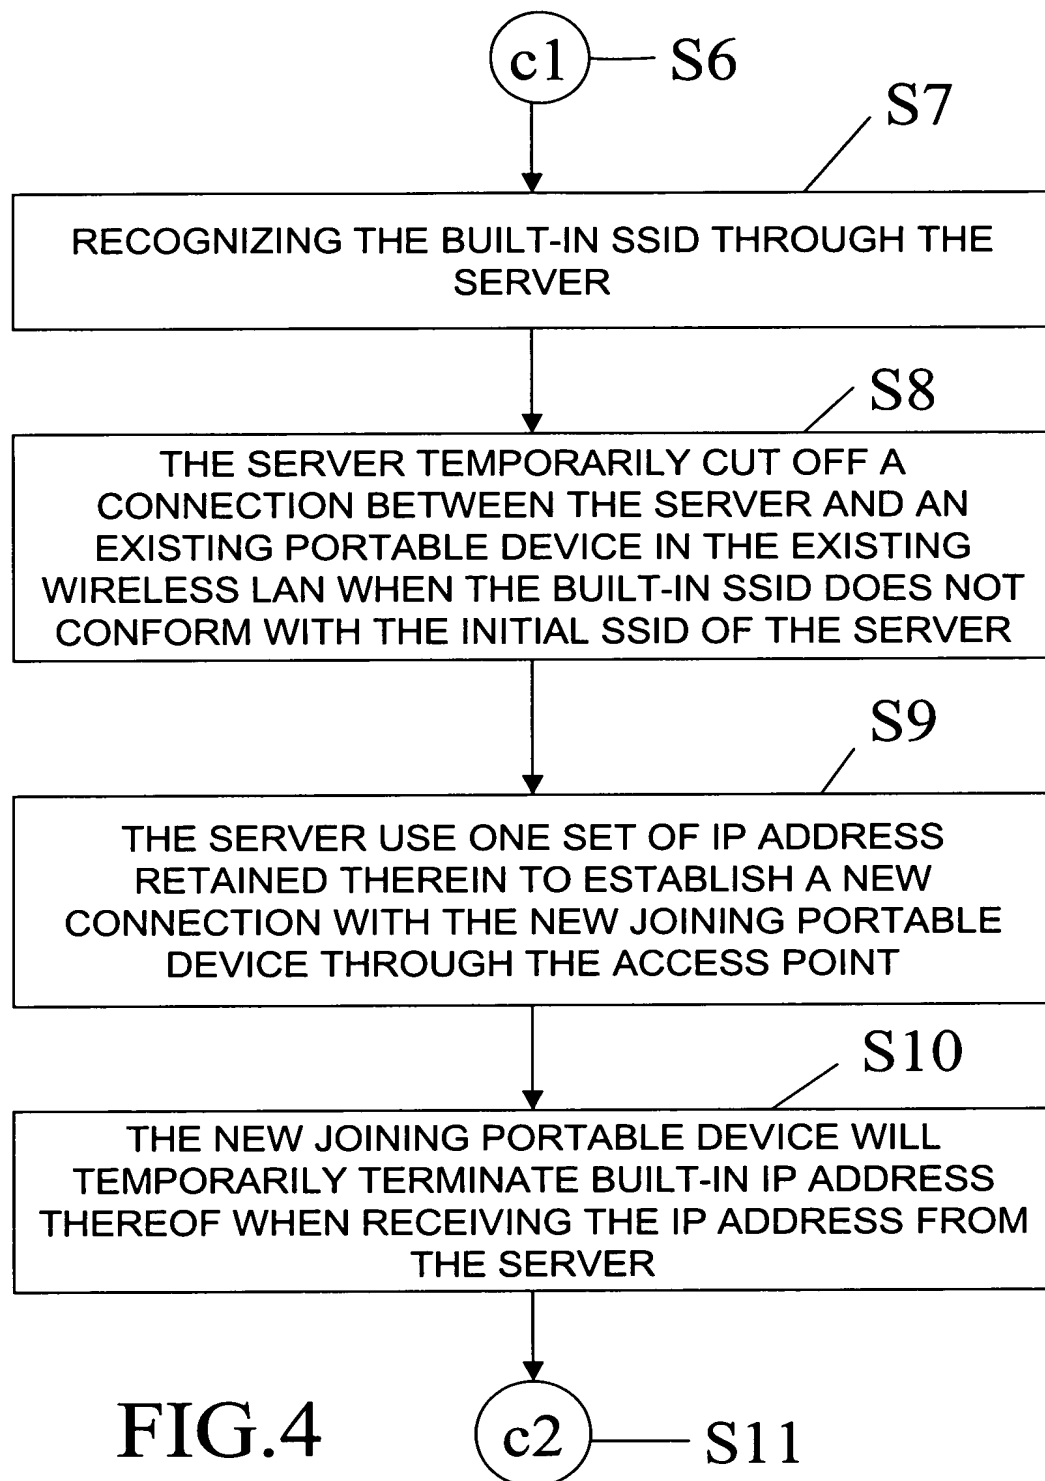 c1
S6
S7
RECOGNIZING THE BUILT-IN SSID THROUGH THE
SERVER
S8
THE SERVER TEMPORARILY CUT OFF A
CONNECTION BETWEEN THE SERVER AND AN
EXISTING PORTABLE DEVICE IN THE EXISTING
WIRELESS LAN WHEN THE BUILT-IN SSID DOES NOT
CONFORM WITH THE INITIAL SSID OF THE SERVER
S9
THE SERVER USE ONE SET OF IP ADDRESS
RETAINED THEREIN TO ESTABLISH A NEW
CONNECTION WITH THE NEW JOINING PORTABLE
DEVICE THROUGH THE ACCESS POINT
S10
THE NEW JOINING PORTABLE DEVICE WILL
TEMPORARILY TERMINATE BUILT-IN IP ADDRESS
THEREOF WHEN RECEIVING THE IP ADDRESS FROM
THE SERVER
FIG.4
c2
S11